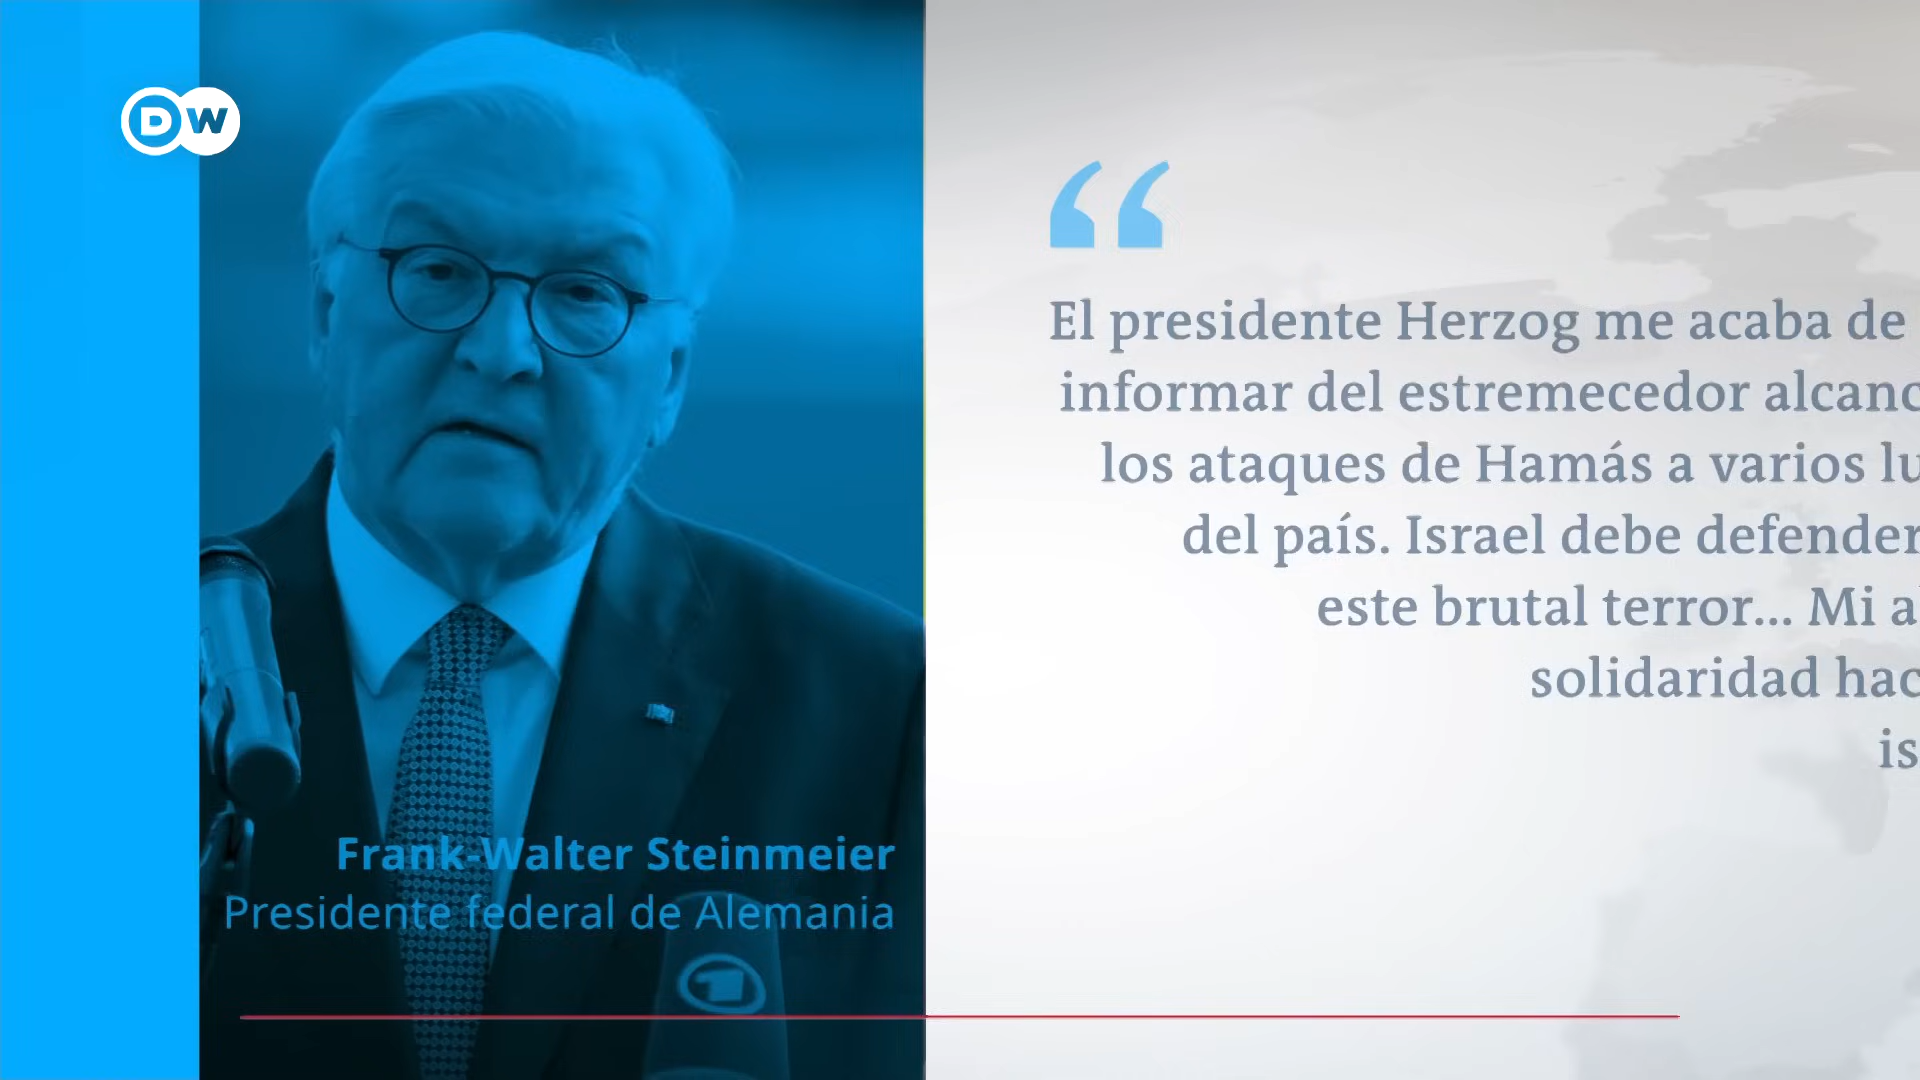 DW
El presidente Herzog me acaba de
informar del estremecedor
los ataques de Hamás a varios
del país. Israel debe
este brutal terror... Mi
solidaridad
Frank-Walter Steinmeier
Presidente federal de Alemania
1